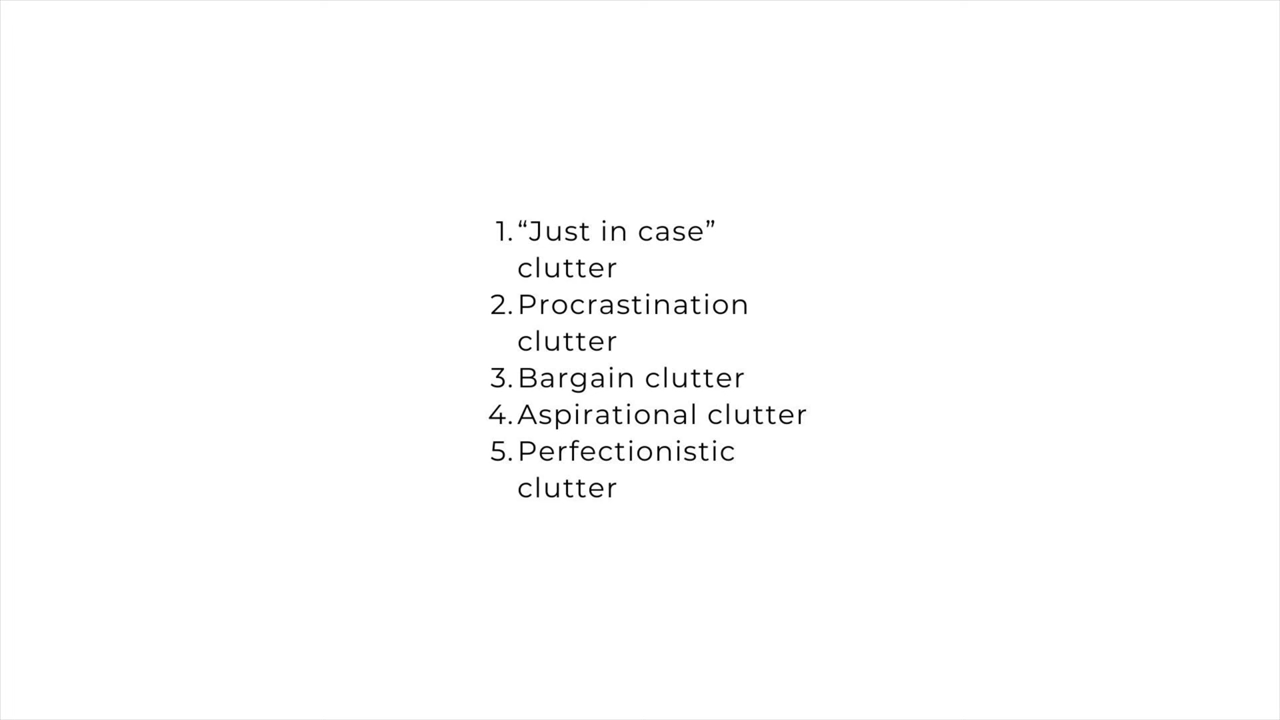 1. “Just in case”
clutter
2. Procrastination
clutter
3. Bargain clutter
4. Aspirational clutter
5. Perfectionistic
clutter